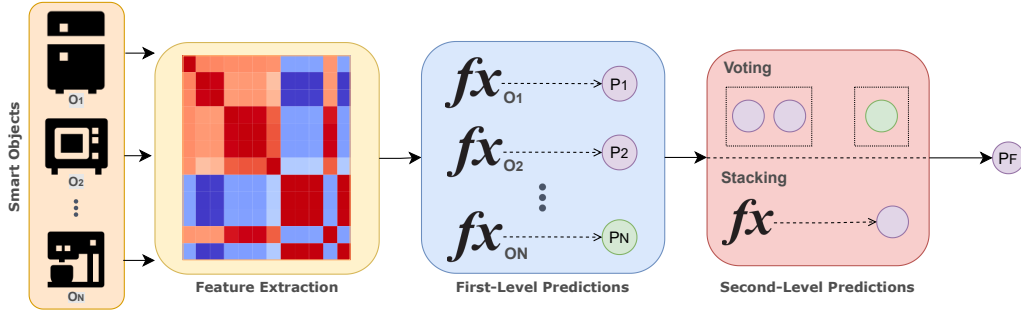 Smart Objects
O1
O2
ON
Feature Extraction
fx O1
P1
fx O2
P2
fx ON
PN
First-Level Predictions
Voting
Stacking
fx
Second-Level Predictions
PF